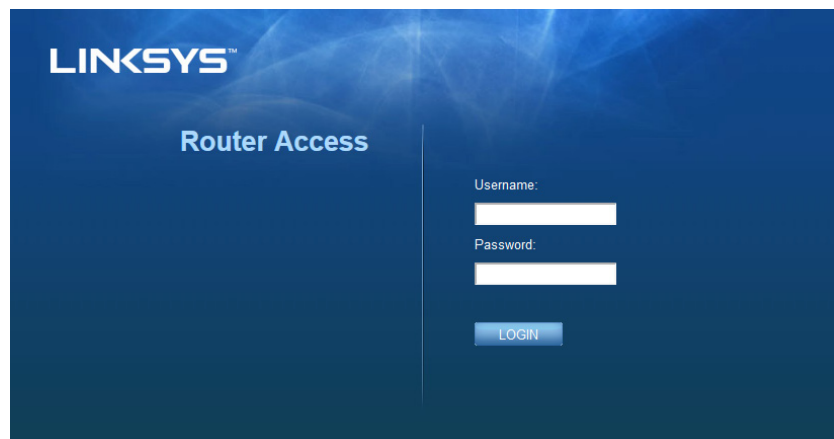 LINKSYS™
Router Access
Username:
Password:
LOGIN